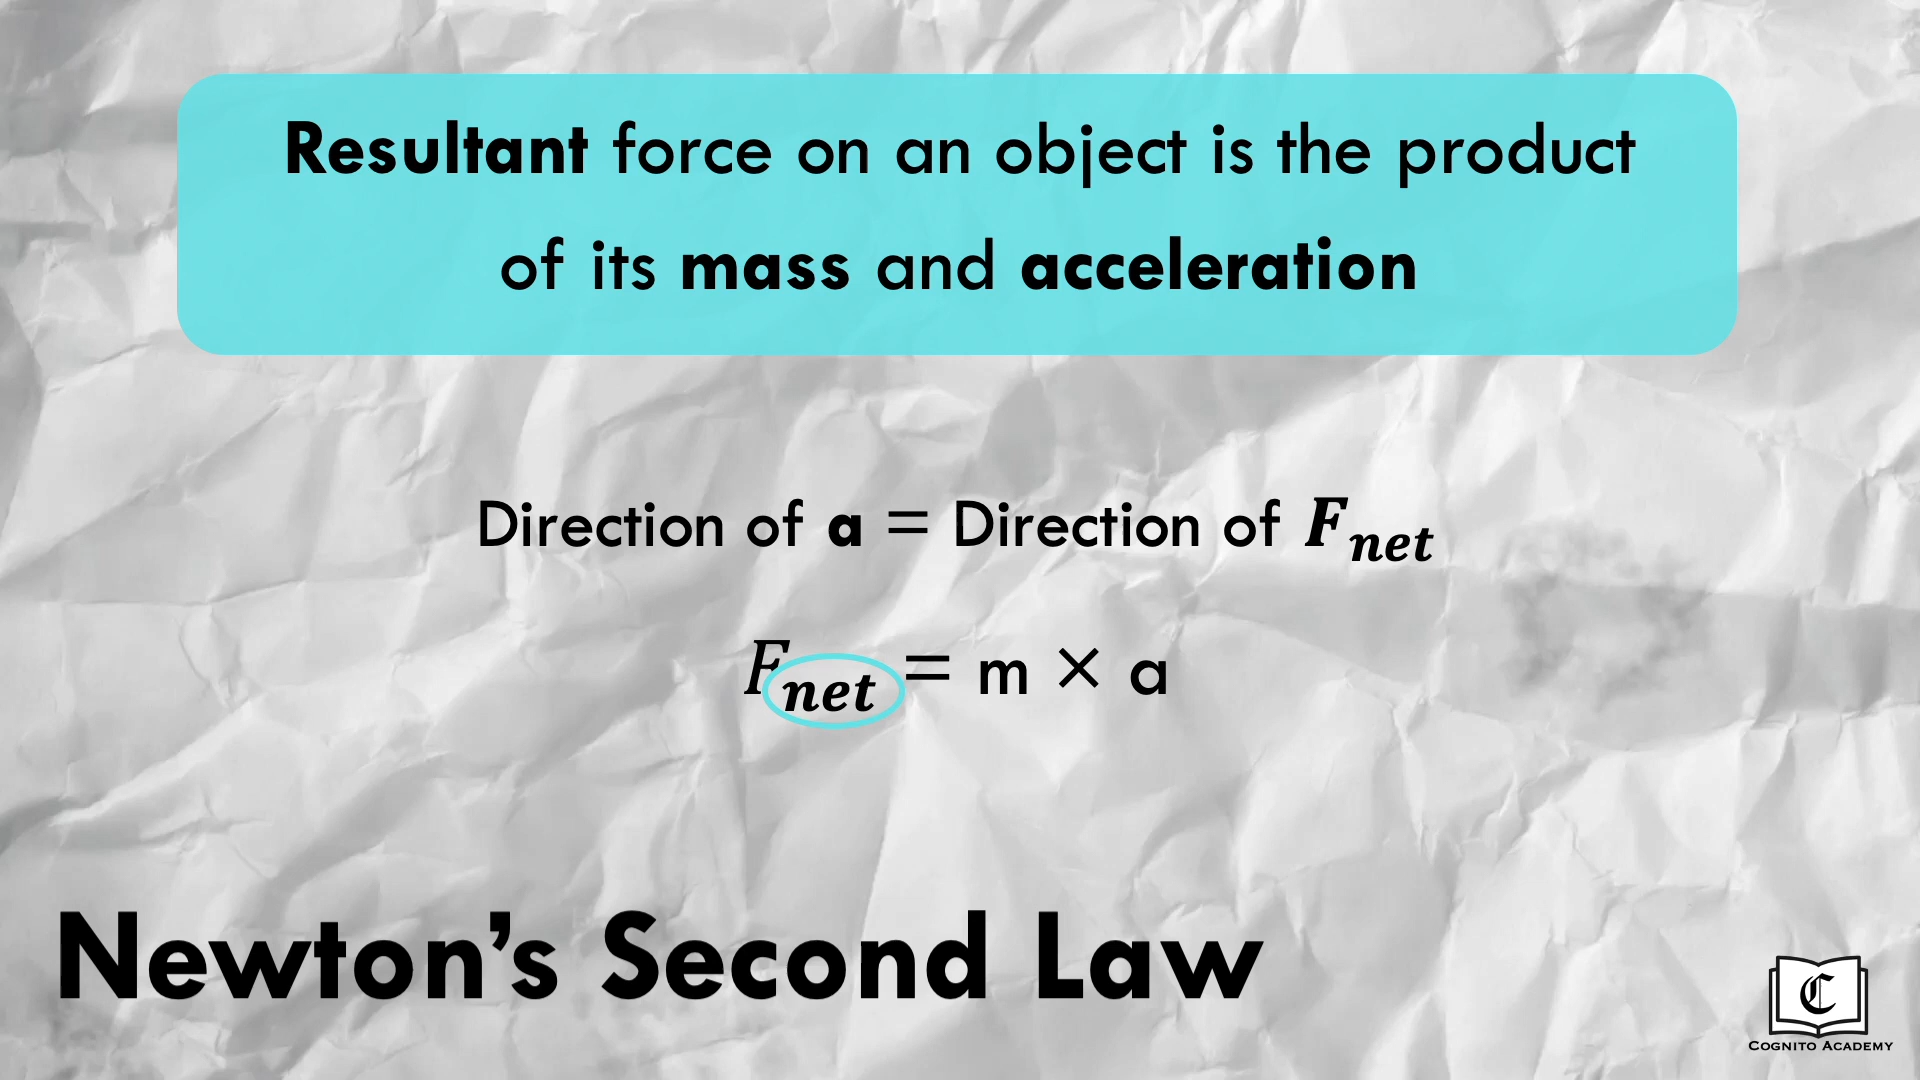 Resultant force on an object is the product
of its mass and acceleration
Direction of a = Direction of Fnet
Fnet = m × a
Newton’s Second Law
C
COGNITO ACADEMY